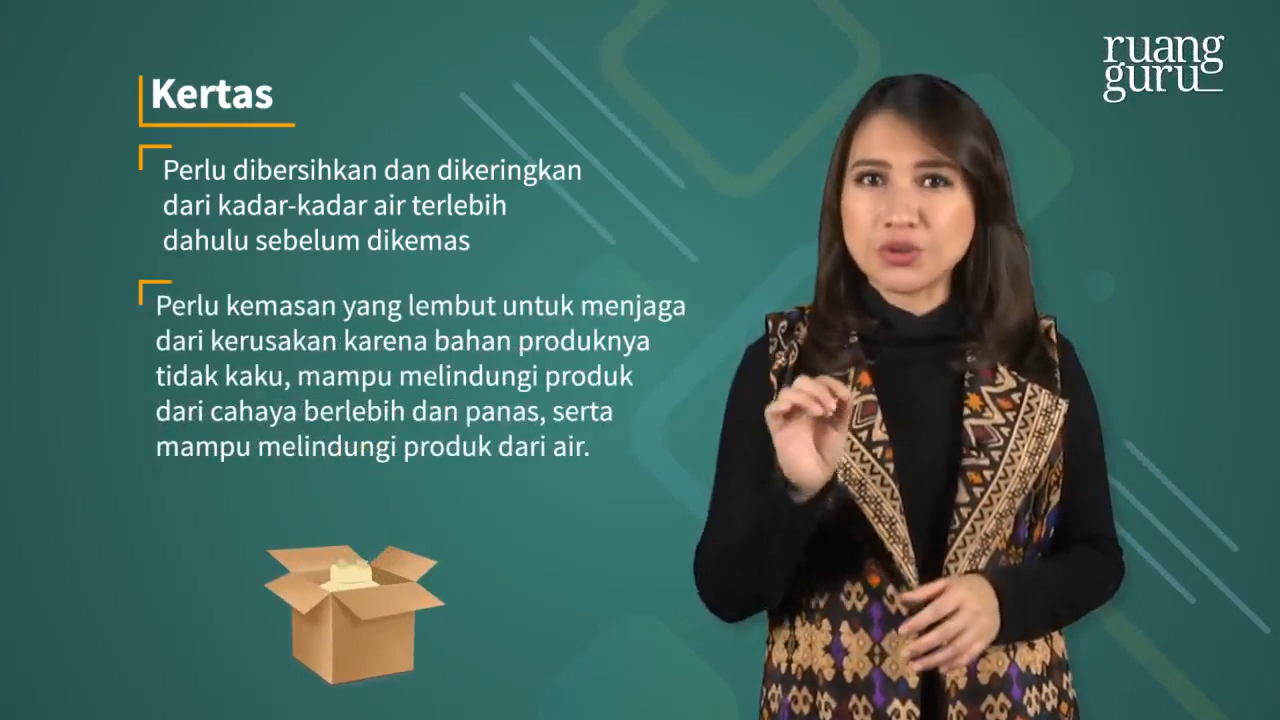 ruang
guru
Kertas
Perlu dibersihkan dan dikeringkan
dari kadar-kadar air terlebih
dahulu sebelum dikemas
Perlu kemasan yang lembut untuk menjaga
dari kerusakan karena bahan produknya
tidak kaku, mampu melindungi produk
dari cahaya berlebih dan panas, serta
mampu melindungi produk dari air.